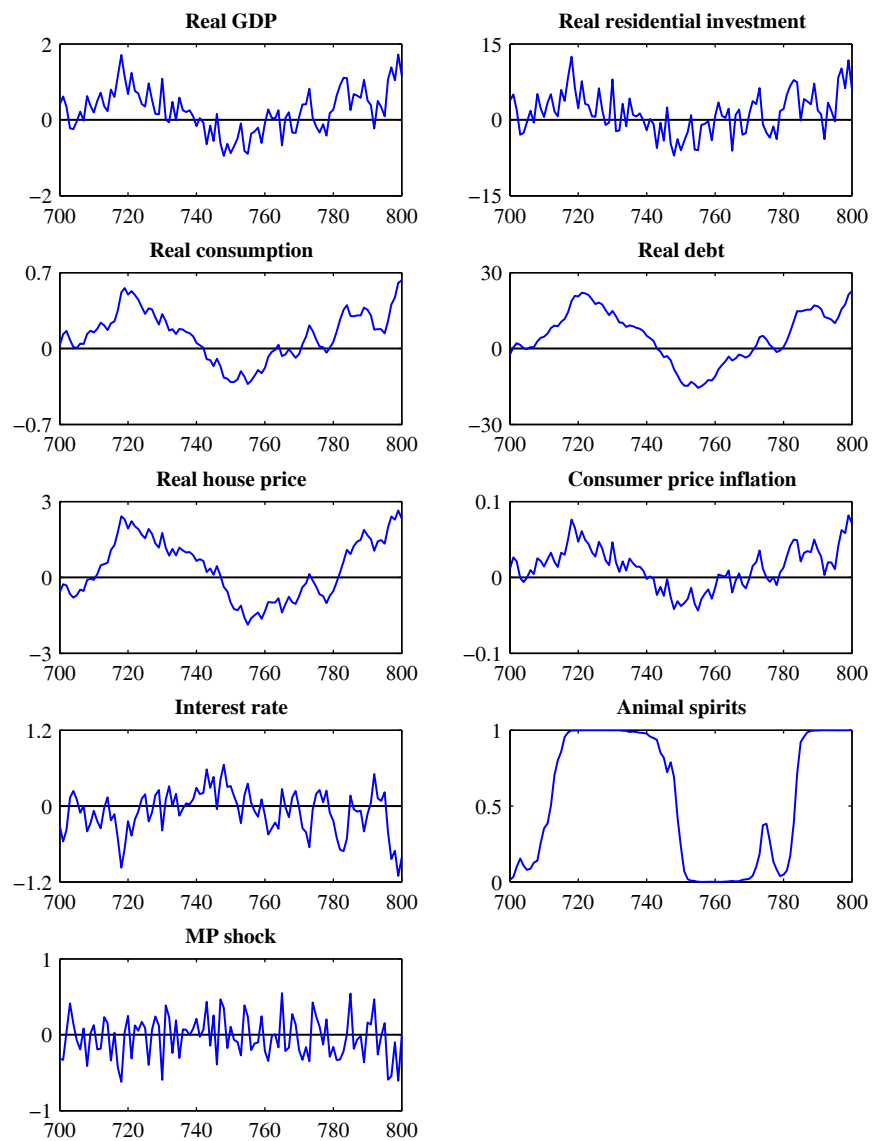 Real GDP
2
0
−2
700 720 740 760 780 800
Real residential investment
15
0
−15
700 720 740 760 780 800
Real consumption
0.7
0
−0.7
700 720 740 760 780 800
Real debt
30
0
−30
700 720 740 760 780 800
Real house price
3
0
−3
700 720 740 760 780 800
Consumer price inflation
0.1
0
−0.1
700 720 740 760 780 800
Interest rate
1.2
0
−1.2
700 720 740 760 780 800
Animal spirits
1
0.5
0
700 720 740 760 780 800
MP shock
1
0
−1
700 720 740 760 780 800